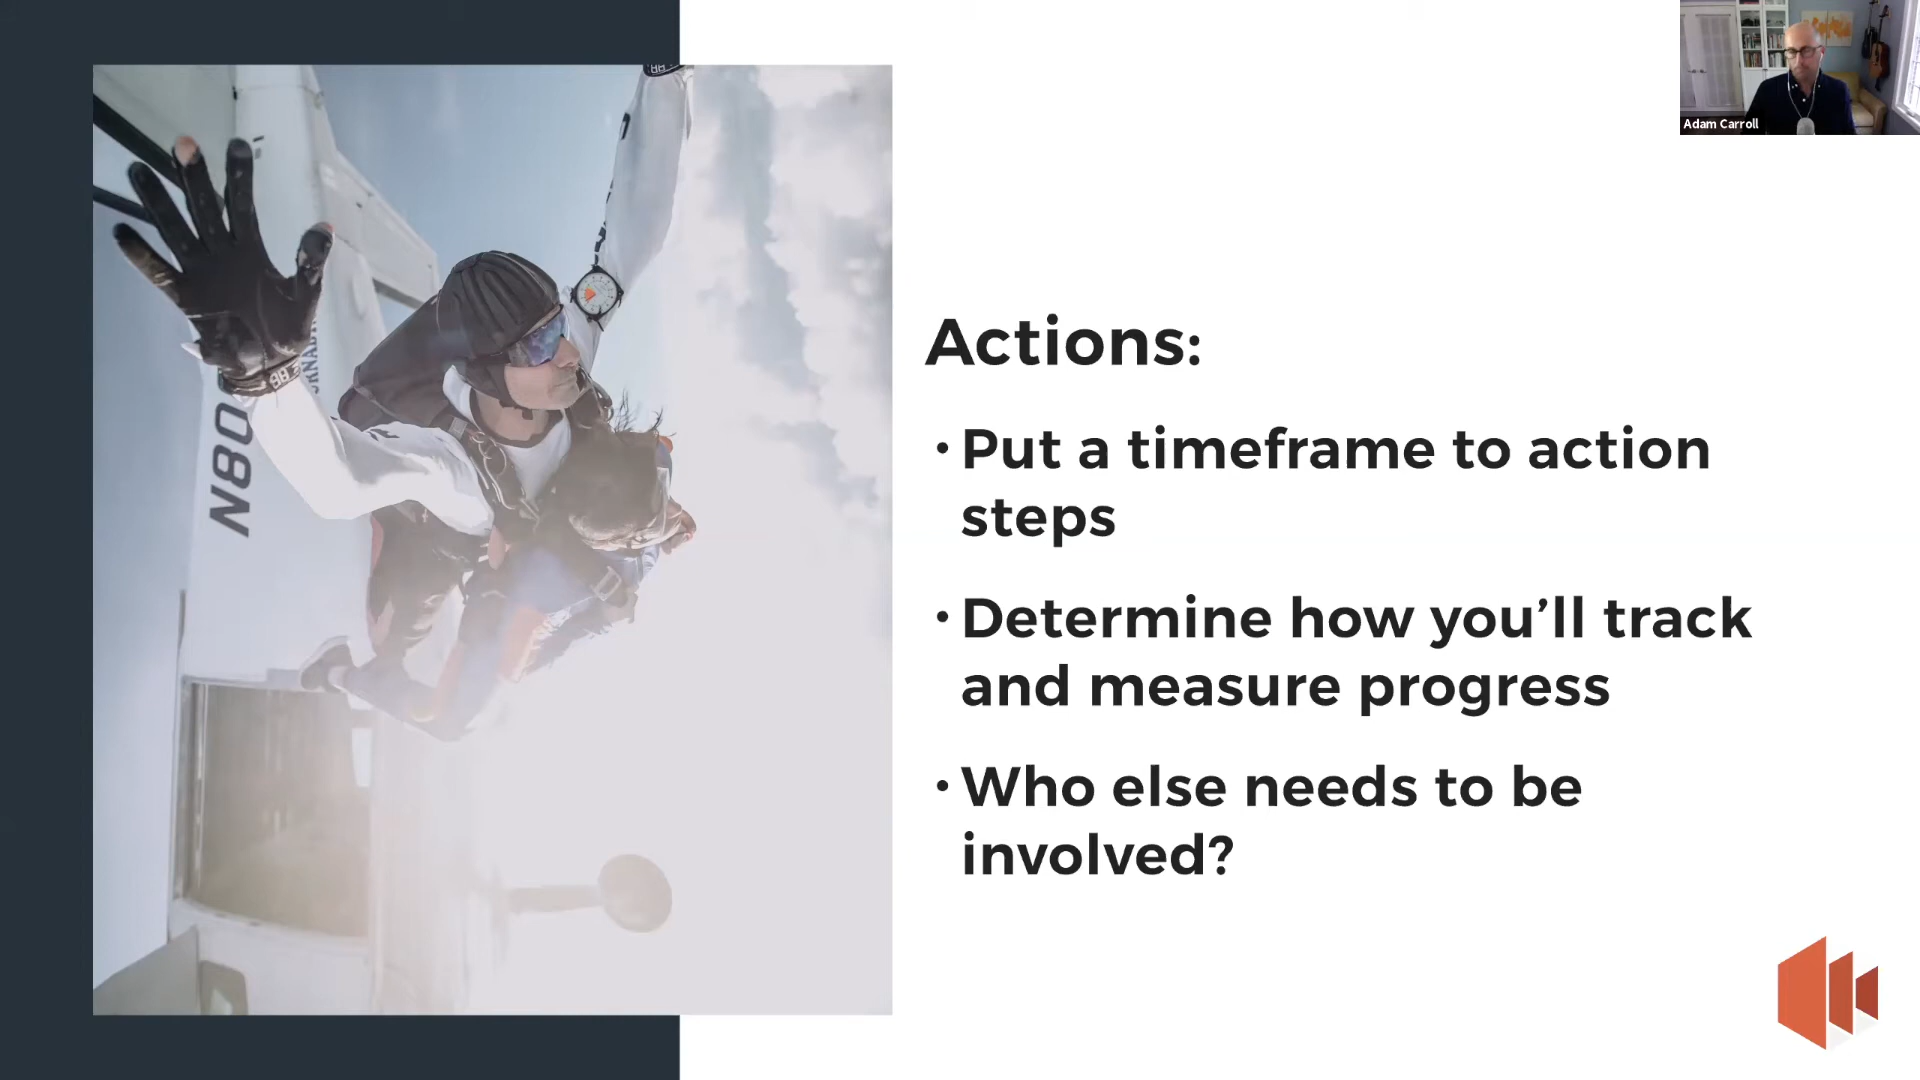 Adam Carroll
N80
Actions:
• Put a timeframe to action
steps
• Determine how you’ll track
and measure progress
• Who else needs to be
involved?